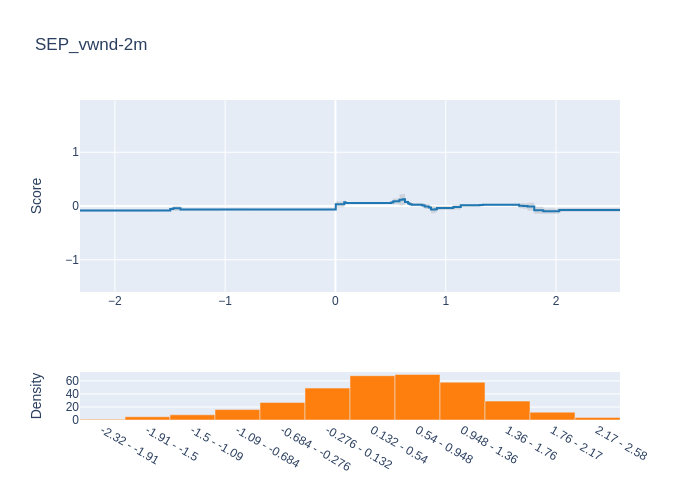 SEP_vwnd-2m
Score
1
0
−1
−2
−1
0
1
2
Density
60
40
20
0
-2.32 - -1.91
-1.91 - -1.5
-1.5 - -1.09
-1.09 - -0.684
-0.684 - -0.276
-0.276 - 0.132
0.132 - 0.54
0.54 - 0.948
0.948 - 1.36
1.36 - 1.76
1.76 - 2.17
2.17 - 2.58